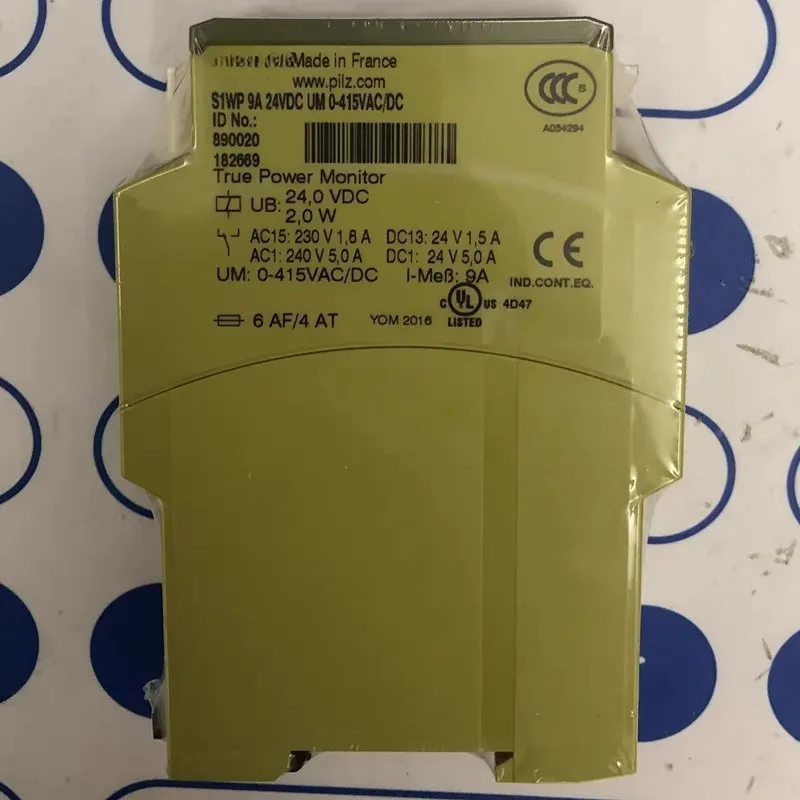 Made in France
www.pilz.com
S1WP 9A 24VDC UM 0-415VAC/DC
ID No.:
890020
182669
True Power Monitor
UB: 24,0 VDC
2,0 W
AC15: 230 V 1,8 A DC13: 24 V 1,5 A
AC1: 240 V 5,0 A DC1: 24 V 5,0 A
UM: 0-415VAC/DC I-Meß: 9A
6 AF/4 AT YOM 2016
CCC S
A054294
CE
IND.CONT.EQ.
C UL US 4D47
LISTED